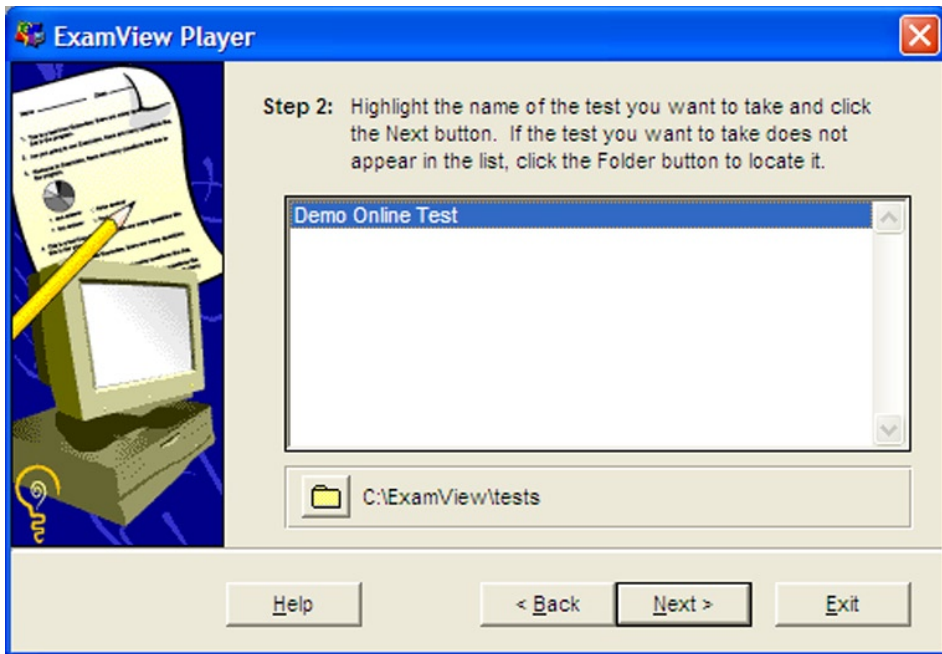 ExamView Player
Step 2: Highlight the name of the test you want to take and click
the Next button. If the test you want to take does not
appear in the list, click the Folder button to locate it.
Demo Online Test
C:\ExamView\tests
Help
< Back
Next >
Exit